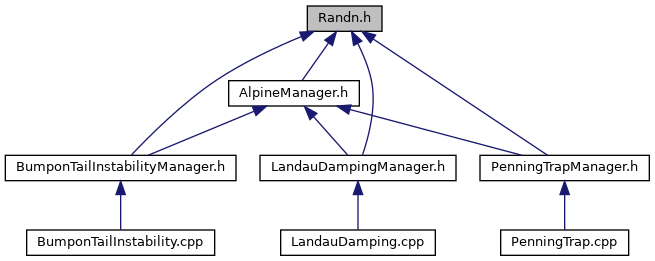 Randn.h
AlpineManager.h
BumponTailInstabilityManager.h
LandauDampingManager.h
PenningTrapManager.h
BumponTailInstability.cpp
LandauDamping.cpp
PenningTrap.cpp